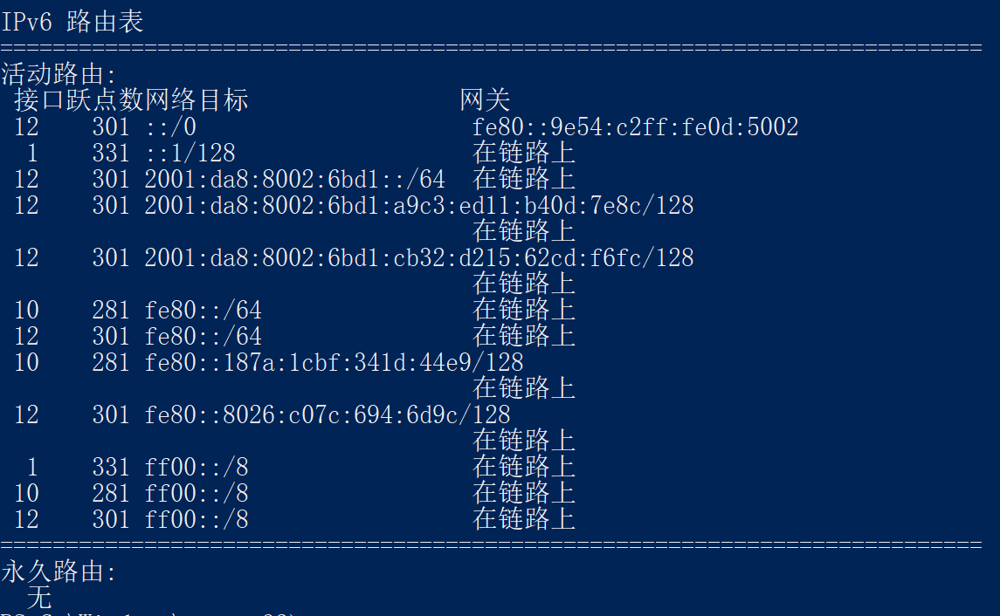 IPv6 路由表
===========================================================================
活动路由:
 接口跃点数网络目标                网关
 12    301 ::/0                     fe80::9e54:c2ff:fe0d:5002
  1    331 ::1/128                  在链路上
 12    301 2001:da8:8002:6bd1::/64  在链路上
 12    301 2001:da8:8002:6bd1:a9c3:ed11:b40d:7e8c/128
                                    在链路上
 12    301 2001:da8:8002:6bd1:cb32:d215:62cd:f6fc/128
                                    在链路上
 10    281 fe80::/64                在链路上
 12    301 fe80::/64                在链路上
 10    281 fe80::187a:1cbf:341d:44e9/128
                                    在链路上
 12    301 fe80::8026:c07c:694:6d9c/128
                                    在链路上
  1    331 ff00::/8                 在链路上
 10    281 ff00::/8                 在链路上
 12    301 ff00::/8                 在链路上
===========================================================================
永久路由:
  无